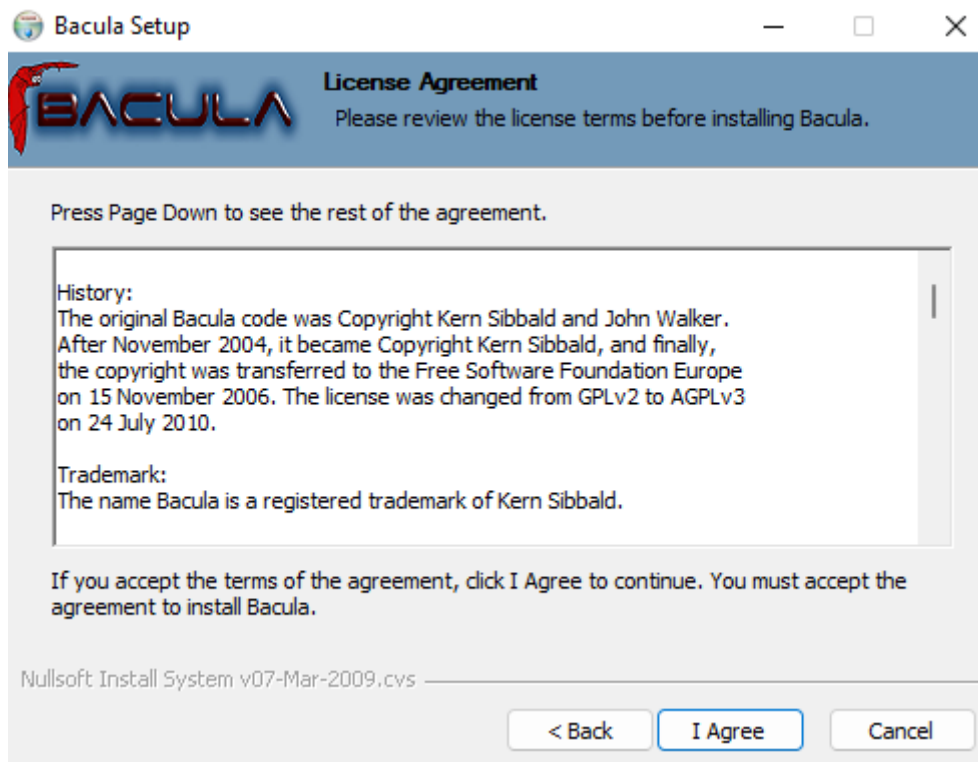 Bacula Setup
BACULA
License Agreement
Please review the license terms before installing Bacula.
Press Page Down to see the rest of the agreement.
History:
The original Bacula code was Copyright Kern Sibbald and John Walker.
After November 2004, it became Copyright Kern Sibbald, and finally,
the copyright was transferred to the Free Software Foundation Europe
on 15 November 2006. The license was changed from GPLv2 to AGPLv3
on 24 July 2010.
Trademark:
The name Bacula is a registered trademark of Kern Sibbald.
If you accept the terms of the agreement, click I Agree to continue. You must accept the
agreement to install Bacula.
Nullsoft Install System v07-Mar-2009.cvs
< Back
I Agree
Cancel